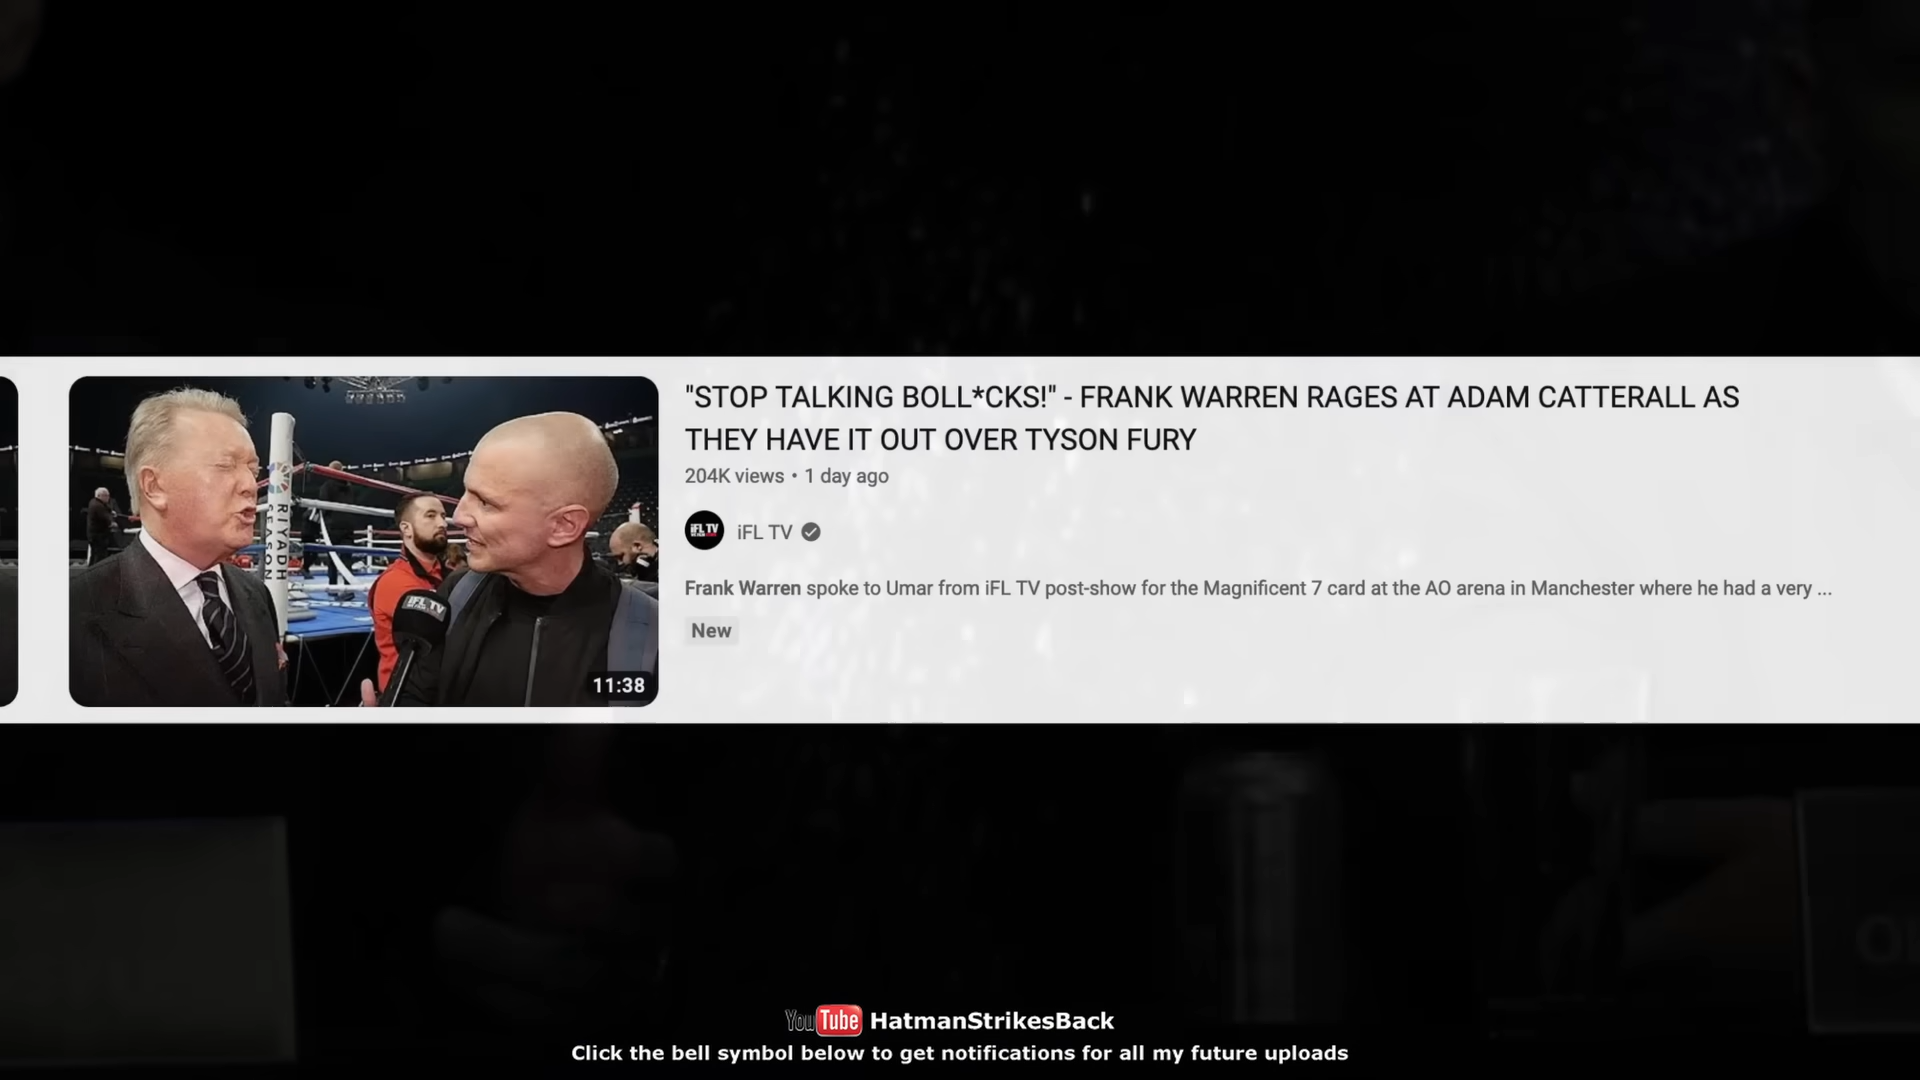 "STOP TALKING BOLL*CKS!" - FRANK WARREN RAGES AT ADAM CATTERALL AS
THEY HAVE IT OUT OVER TYSON FURY
204K views • 1 day ago
iFL TV
iFL TV
Frank Warren spoke to Umar from iFL TV post-show for the Magnificent 7 card at the AO arena in Manchester where he had a very ...
New
RIYADH
SEASON
iFL TV
11:38
YouTube HatmanStrikesBack
Click the bell symbol below to get notifications for all my future uploads